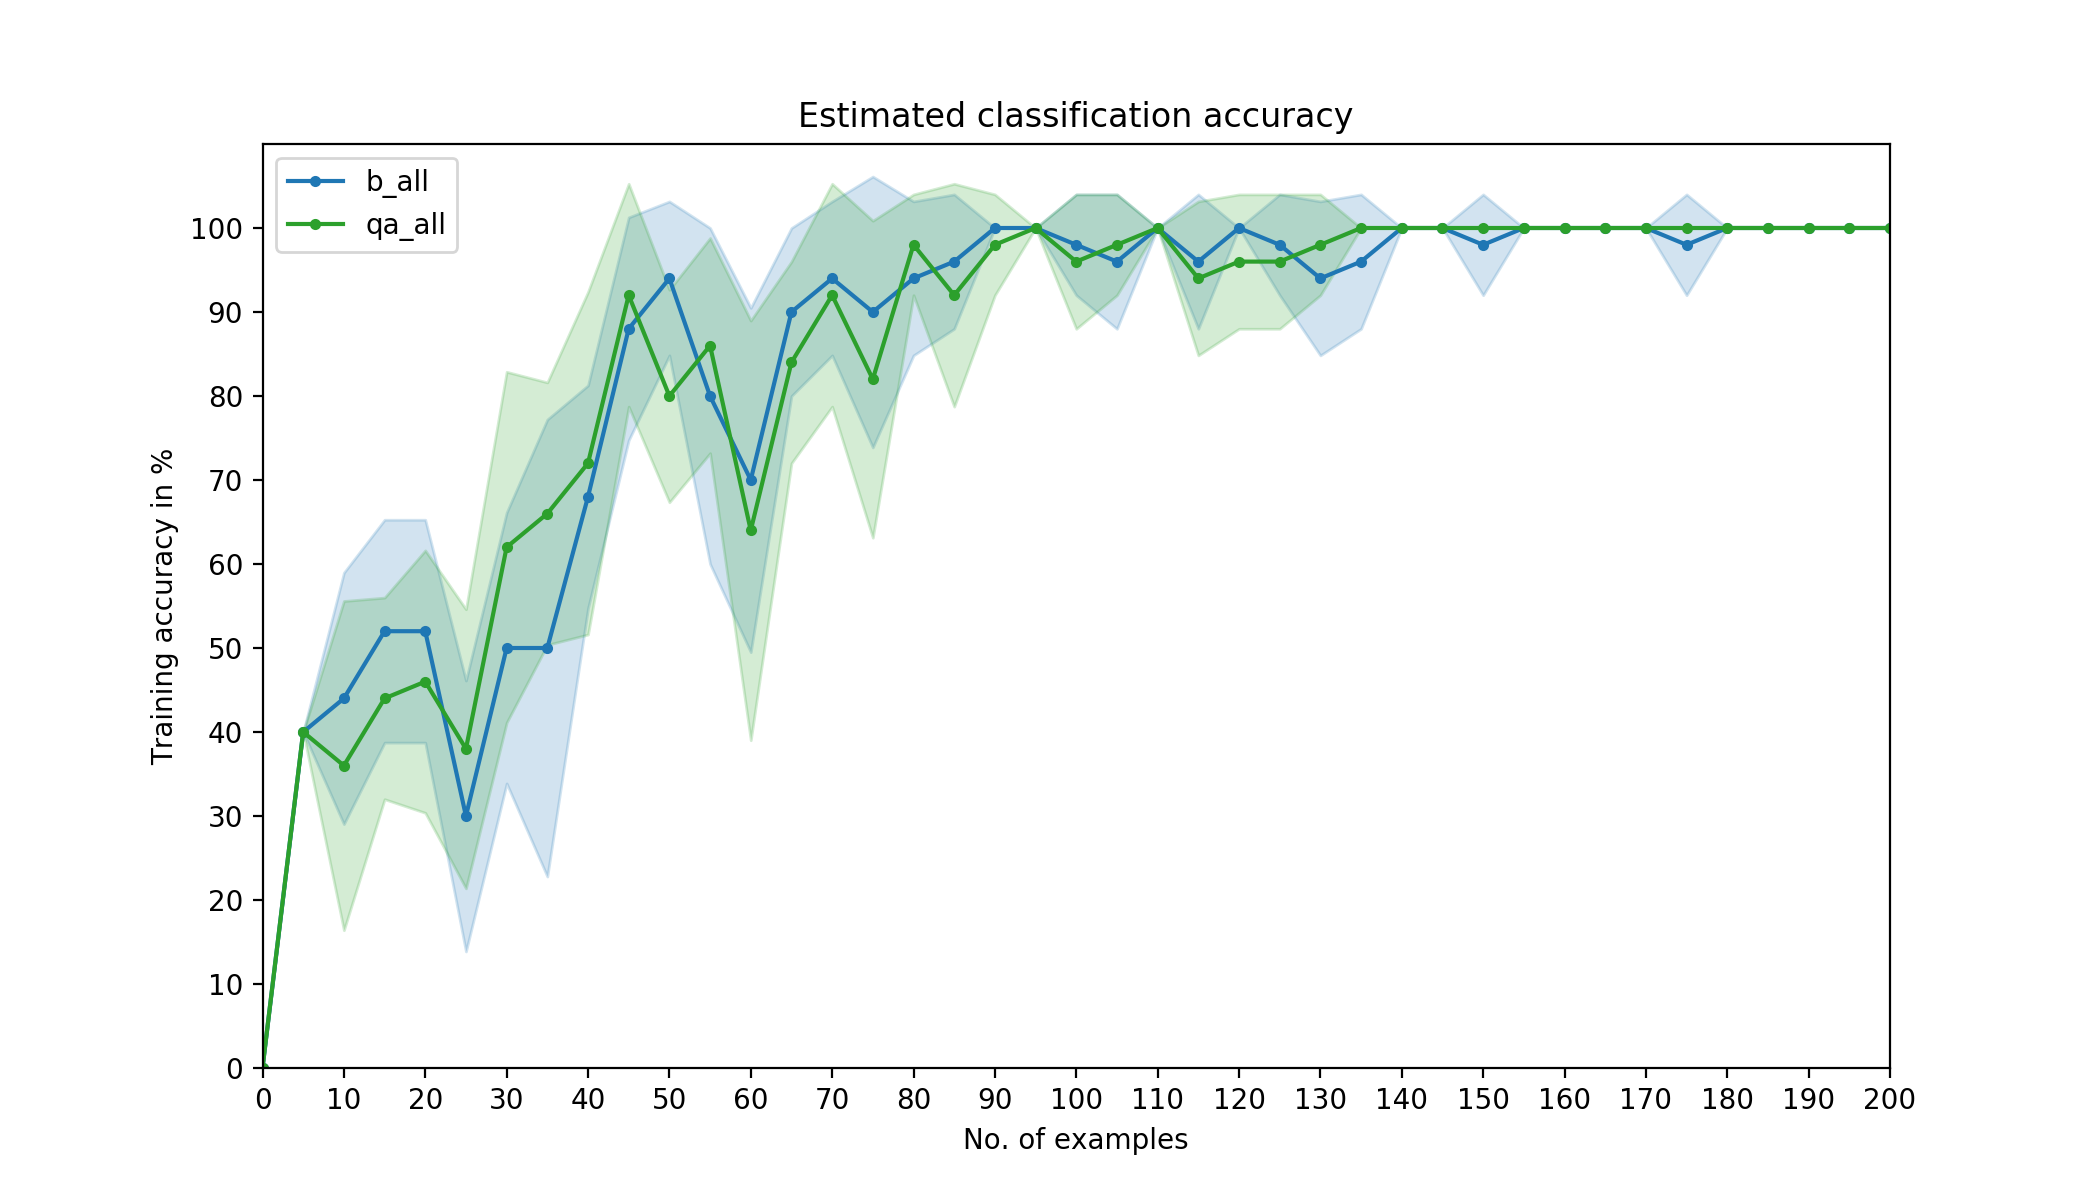 Estimated classification accuracy
b_all
qa_all
Training accuracy in %
100
90
80
70
60
50
40
30
20
10
0
0 10 20 30 40 50 60 70 80 90 100 110 120 130 140 150 160 170 180 190 200
No. of examples